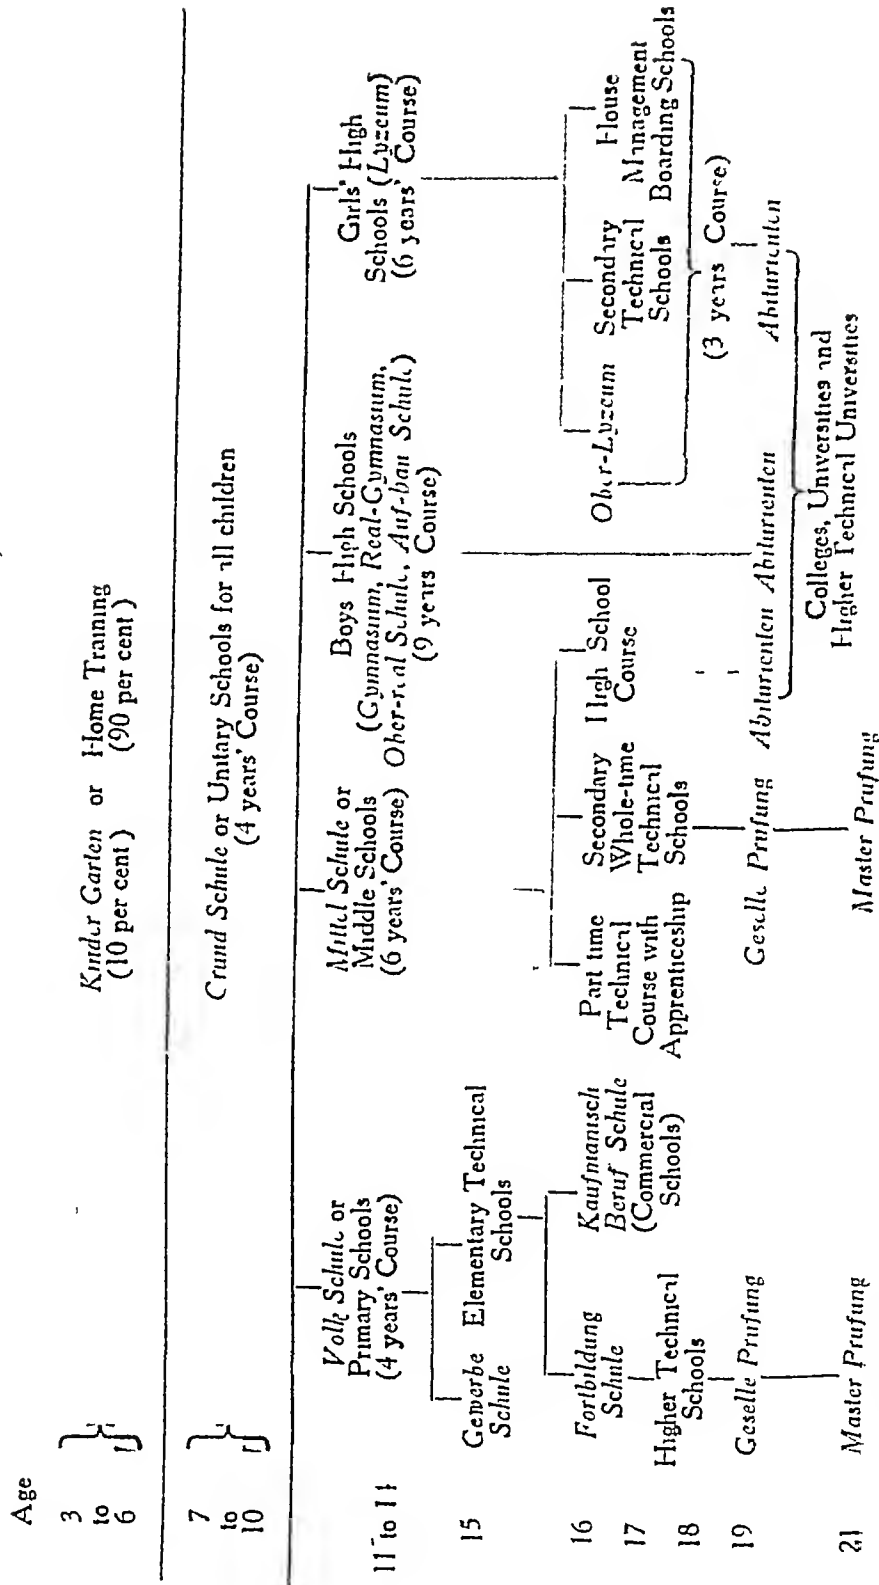 Age
3
to
6
Kinder Garten or Home Training
(10 per cent) (90 per cent)
7
to
10
Crund Schule or Unitary Schools for all children
(4 years' Course)
11 to 14
Volk Schule or
Primary Schools
(4 years' Course)
Mittel Schule or
Middle Schools
(6 years' Course)
Boys High Schools
(Gymnasium, Real-Gymnasium,
Ober-real Schule, Auf-bau Schule)
(9 years Course)
Girls' High
Schools (Lyzeum)
(6 years' Course)
15
Gewerbe
Schule
Elementary Technical
Schools
16
17
18
19
21
Fortbildung
Schule
Kaufmanisch
Beruf Schule
(Commercial
Schools)
Higher Technical
Schools
Geselle Prufung
Master Prufung
Part time
Technical
Course with
Apprenticeship
Secondary
Whole-time
Technical
Schools
High School
Course
Geselle Prufung
Master Prufung
Ober-Lyzeum
Secondary
Technical
Schools
House
Management
Boarding Schools
(3 years Course)
Abiturienten Abiturienten Abiturienten
Colleges, Universities and
Higher Technical Universities